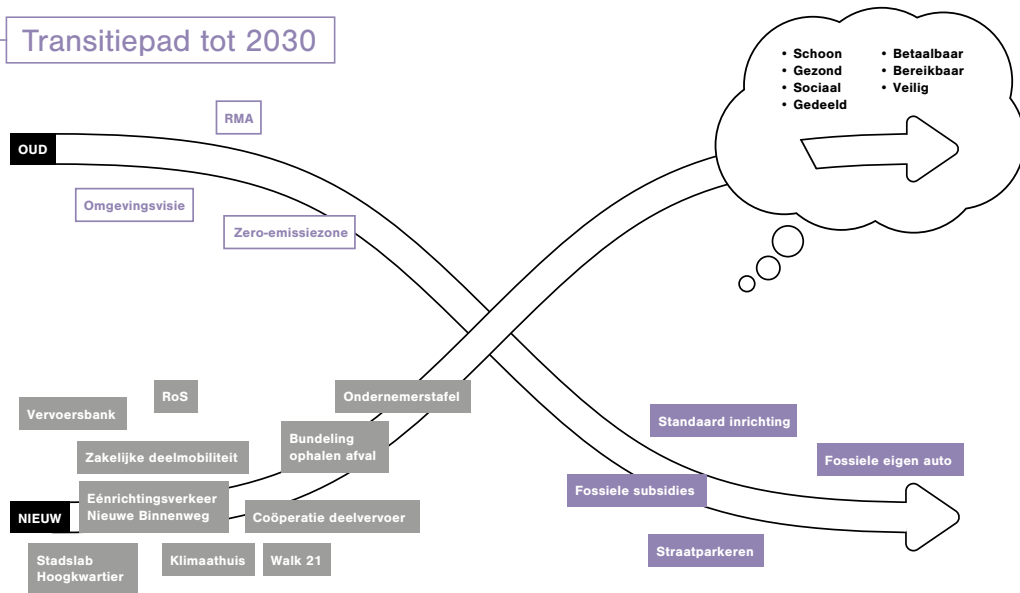 Transitiepad tot 2030
• Schoon
• Gezond
• Sociaal
• Gedeeld
• Betaalbaar
• Bereikbaar
• Veilig
RMA
OUD
Omgevingsvisie
Zero-emissiezone
Ondernemerstafel
RoS
Vervoersbank
Bundeling
ophalen afval
Zakelijke deelmobiliteit
Eénrichtingsverkeer
Nieuwe Binnenweg
NIEUW
Coöperatie deelvervoer
Stadslab
Hoogkwartier
Klimaathuis
Walk 21
Standaard inrichting
Fossiele eigen auto
Fossiele subsidies
Straatparkeren